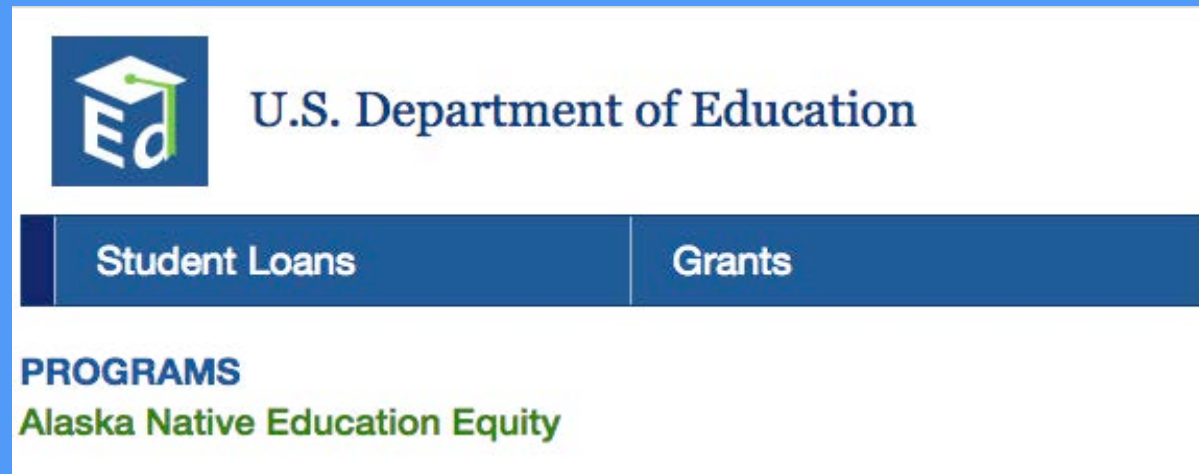 Ed
U.S. Department of Education
Student Loans
Grants
PROGRAMS
Alaska Native Education Equity